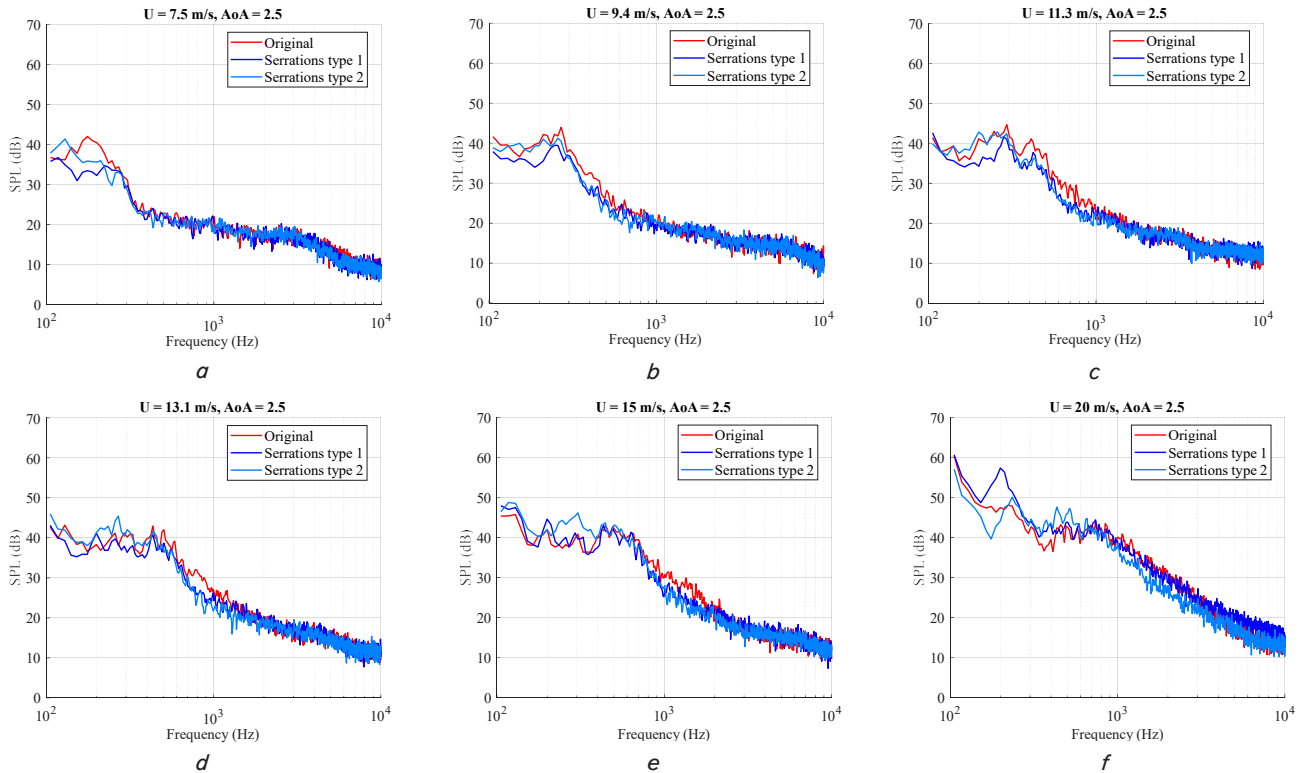 U = 7.5 m/s, AoA = 2.5
70
60
50
40
30
20
10
0
SPL (dB)
Original
Serrations type 1
Serrations type 2
10²
10³
10⁴
Frequency (Hz)
a
U = 9.4 m/s, AoA = 2.5
70
60
50
40
30
20
10
0
SPL (dB)
Original
Serrations type 1
Serrations type 2
10²
10³
10⁴
Frequency (Hz)
b
U = 11.3 m/s, AoA = 2.5
70
60
50
40
30
20
10
0
SPL (dB)
Original
Serrations type 1
Serrations type 2
10²
10³
10⁴
Frequency (Hz)
c
U = 13.1 m/s, AoA = 2.5
70
60
50
40
30
20
10
0
SPL (dB)
Original
Serrations type 1
Serrations type 2
10²
10³
10⁴
Frequency (Hz)
d
U = 15 m/s, AoA = 2.5
70
60
50
40
30
20
10
0
SPL (dB)
Original
Serrations type 1
Serrations type 2
10²
10³
10⁴
Frequency (Hz)
e
U = 20 m/s, AoA = 2.5
70
60
50
40
30
20
10
0
SPL (dB)
Original
Serrations type 1
Serrations type 2
10²
10³
10⁴
Frequency (Hz)
f